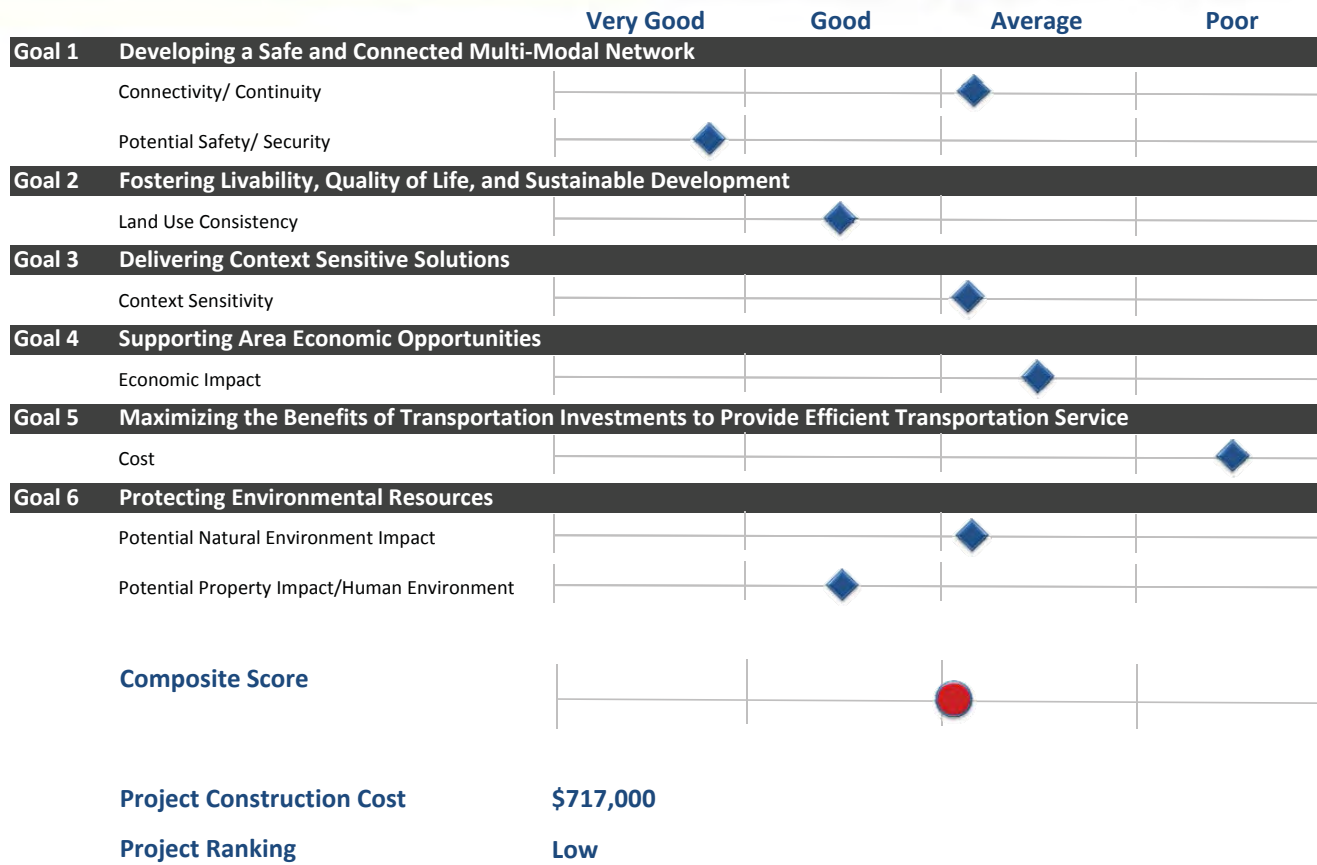 Very Good Good Average Poor
Goal 1 Developing a Safe and Connected Multi-Modal Network
Connectivity/ Continuity
Potential Safety/ Security
Goal 2 Fostering Livability, Quality of Life, and Sustainable Development
Land Use Consistency
Goal 3 Delivering Context Sensitive Solutions
Context Sensitivity
Goal 4 Supporting Area Economic Opportunities
Economic Impact
Goal 5 Maximizing the Benefits of Transportation Investments to Provide Efficient Transportation Service
Cost
Goal 6 Protecting Environmental Resources
Potential Natural Environment Impact
Potential Property Impact/Human Environment
Composite Score
Project Construction Cost $717,000
Project Ranking Low